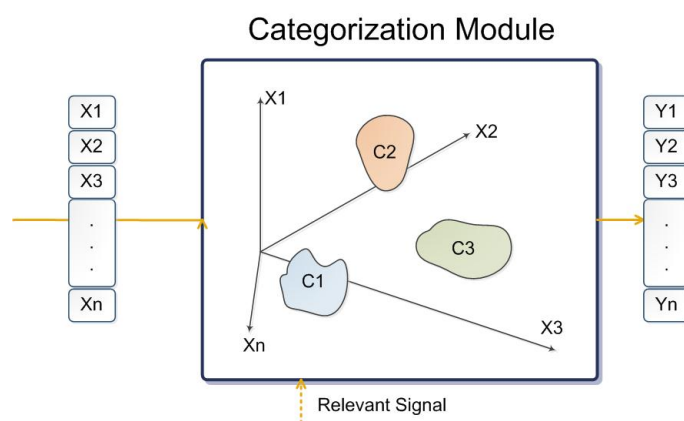 Categorization Module
X1
X2
X3
.
.
.
Xn
X1
X2
C2
C3
C1
X3
Xn
Y1
Y2
Y3
.
.
.
Yn
Relevant Signal